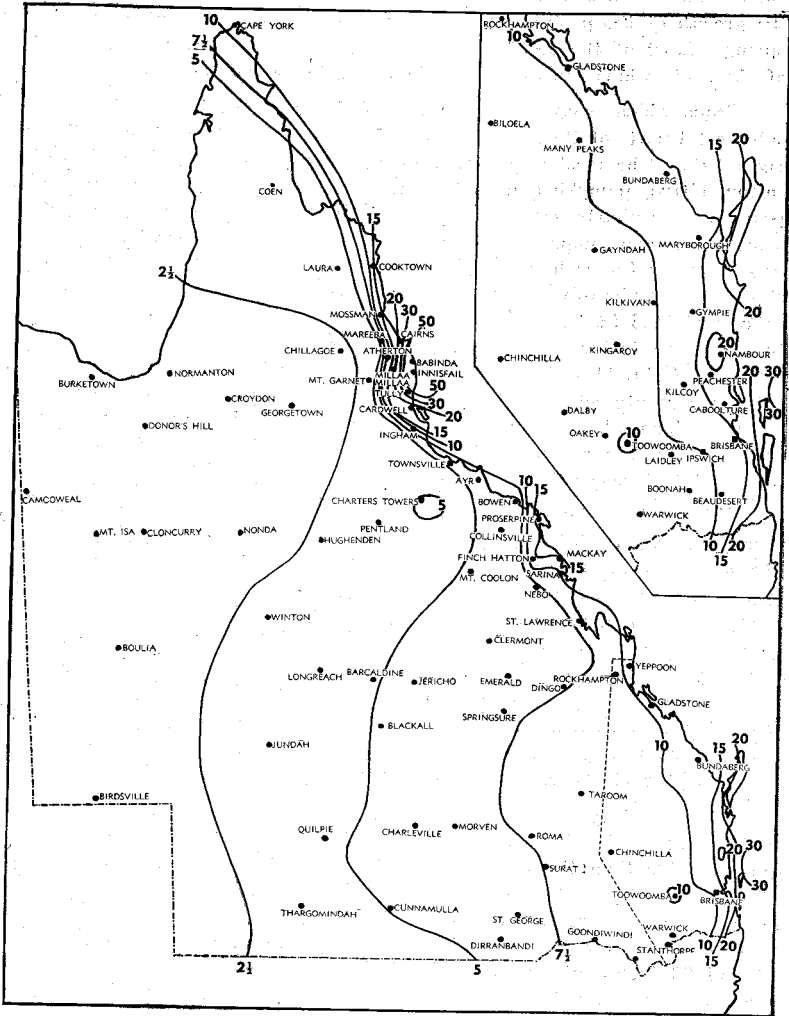 10
CAPE YORK
7½
5
COEN
15
LAURA
COOKTOWN
2½
MOSSMAN
20
30
50
MAREEBA
CAIRNS
CHILLAGOE
ATHERTON
BABINDA
MILLAA
MILLAA
INNISFAIL
MT. GARNET
TULLY
50
30
CARDWELL
20
BURKETOWN
NORMANTON
CROYDON
GEORGETOWN
DONOR'S HILL
INGHAM
15
10
TOWNSVILLE
AYR
CAMOOWEAL
CHARTERS TOWERS
5
BOWEN
10
15
PROSERPINE
MT. ISA
CLONCURRY
NONDA
PENTLAND
HUGHENDEN
COLLINSVILLE
FINCH HATTON
MACKAY
15
SARINA
MT. COOLON
NEBO
WINTON
ST. LAWRENCE
BOULIA
CLERMONT
LONGREACH
BARCALDINE
JERICHO
EMERALD
DINGO
ROCKHAMPTON
YEPPOON
GLADSTONE
SPRINGSURE
BLACKALL
JUNDAH
10
15
20
BUNDABERG
BIRDSVILLE
TAROOM
QUILPIE
CHARLEVILLE
MORVEN
ROMA
CHINCHILLA
20
30
SURAT
30
TOOWOOMBA
10
BRISBANE
THARGOMINDAH
CUNNAMULLA
ST. GEORGE
GOONDIWINDI
WARWICK
DIRRANBANDI
STANTHORPE
10
20
15
2½
5
7½
ROCKHAMPTON
10
GLADSTONE
BILOELA
MANY PEAKS
15
20
BUNDABERG
GAYNDAH
MARYBOROUGH
KILKIVAN
GYMPIE
20
CHINCHILLA
KINGAROY
20
NAMBOUR
PEACHESTER
20
30
KILCOY
CABOOLTURE
30
DALBY
OAKEY
10
TOOWOOMBA
BRISBANE
LAIDLEY
IPSWICH
BOONAH
BEAUDESERT
WARWICK
10
20
15